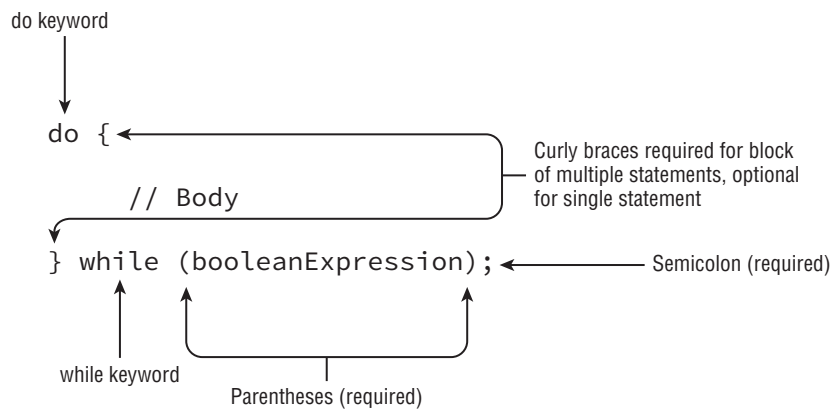 do keyword
do {
Curly braces required for block
of multiple statements, optional
for single statement
// Body
} while (booleanExpression);
Semicolon (required)
while keyword
Parentheses (required)